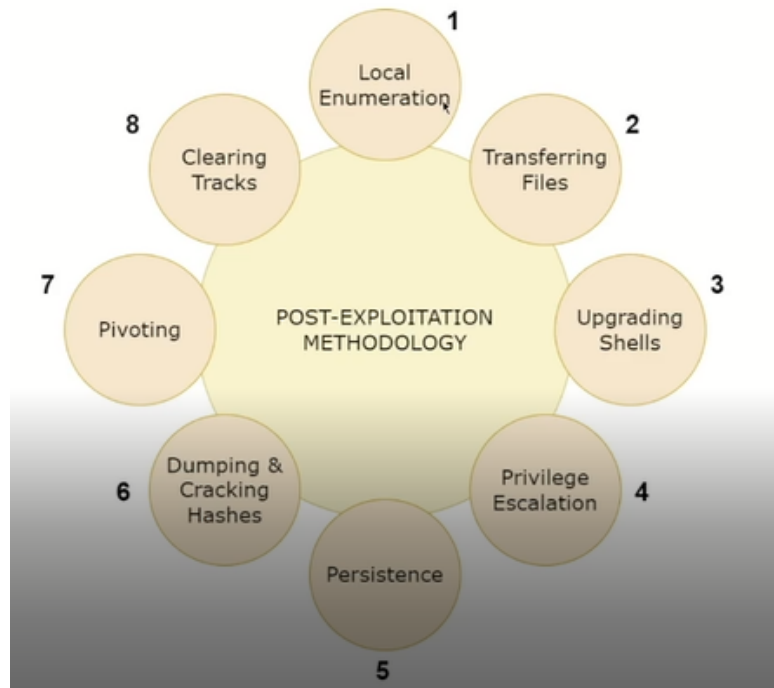 1
Local
Enumeration
2
Transferring
Files
3
Upgrading
Shells
4
Privilege
Escalation
5
Persistence
6
Dumping &
Cracking
Hashes
7
Pivoting
8
Clearing
Tracks
POST-EXPLOITATION
METHODOLOGY